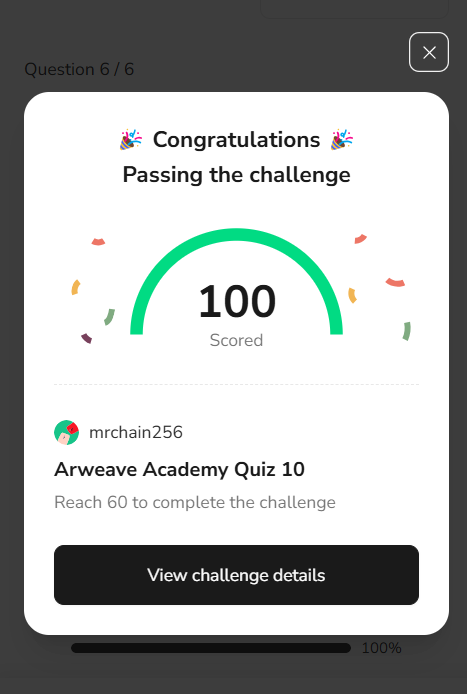 Question 6 / 6
🎉 Congratulations 🎉
Passing the challenge
100
Scored
mrchain256
Arweave Academy Quiz 10
Reach 60 to complete the challenge
View challenge details
100%